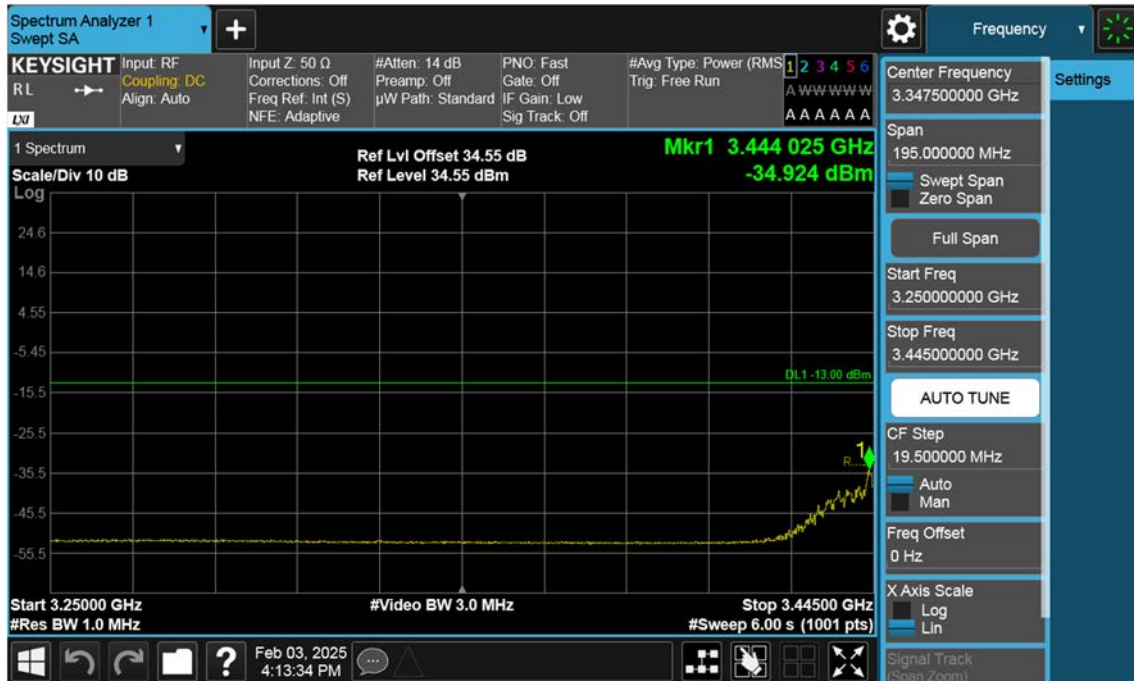 Spectrum Analyzer 1
Swept SA
+
Frequency
KEYSIGHT
RL
LXI
Input: RF
Coupling: DC
Align: Auto
Input Z: 50 Ω
Corrections: Off
Freq Ref: Int (S)
NFE: Adaptive
#Atten: 14 dB
Preamp: Off
µW Path: Standard
PNO: Fast
Gate: Off
IF Gain: Low
Sig Track: Off
#Avg Type: Power (RMS
Trig: Free Run
1 2 3 4 5 6
A W W W W W
A A A A A A
1 Spectrum
Scale/Div 10 dB
Ref Lvl Offset 34.55 dB
Ref Level 34.55 dBm
Mkr1 3.444 025 GHz
-34.924 dBm
Log
24.6
14.6
4.55
-5.45
-15.5
-25.5
-35.5
-45.5
-55.5
DL1 -13.00 dBm
1
R....
Start 3.25000 GHz
#Res BW 1.0 MHz
#Video BW 3.0 MHz
Stop 3.44500 GHz
#Sweep 6.00 s (1001 pts)
?
Feb 03, 2025
4:13:34 PM
Center Frequency
3.347500000 GHz
Span
195.000000 MHz
Swept Span
Zero Span
Full Span
Start Freq
3.250000000 GHz
Stop Freq
3.445000000 GHz
AUTO TUNE
CF Step
19.500000 MHz
Auto
Man
Freq Offset
0 Hz
X Axis Scale
Log
Lin
Signal Track
(Span Zoom)
Settings